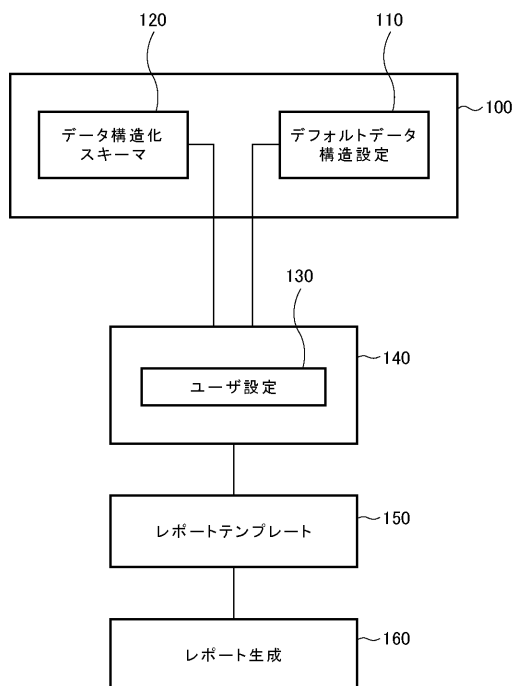 120
110
100
データ構造化
スキーマ
デフォルトデータ
構造設定
130
140
ユーザ設定
150
レポートテンプレート
160
レポート生成